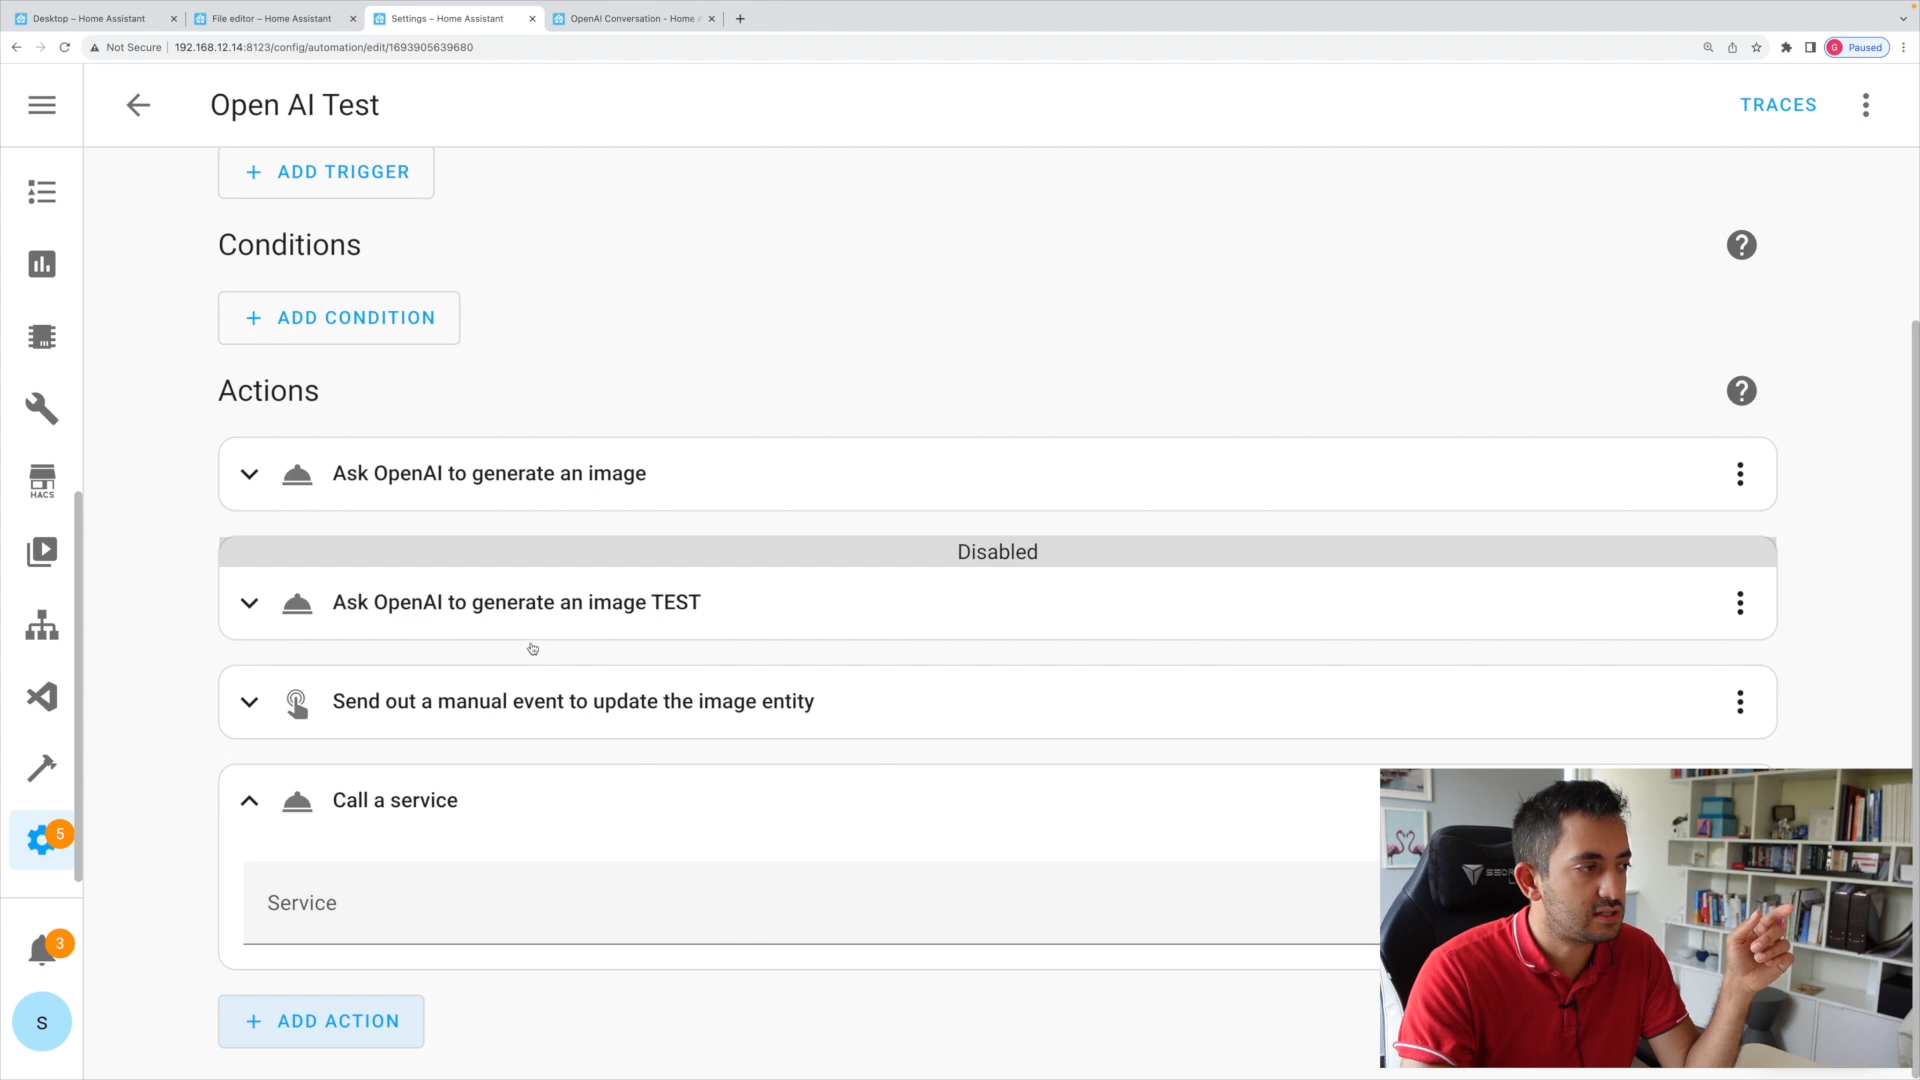 Desktop – Home Assistant
File editor – Home Assistant
Settings – Home Assistant
OpenAI Conversation - Home
Not Secure
192.168.12.14:8123/config/automation/edit/1693905639680
G
Paused
Open AI Test
TRACES
+ ADD TRIGGER
Conditions
?
+ ADD CONDITION
Actions
?
Ask OpenAI to generate an image
HACS
Disabled
Ask OpenAI to generate an image TEST
Send out a manual event to update the image entity
Call a service
5
Service
3
S
+ ADD ACTION